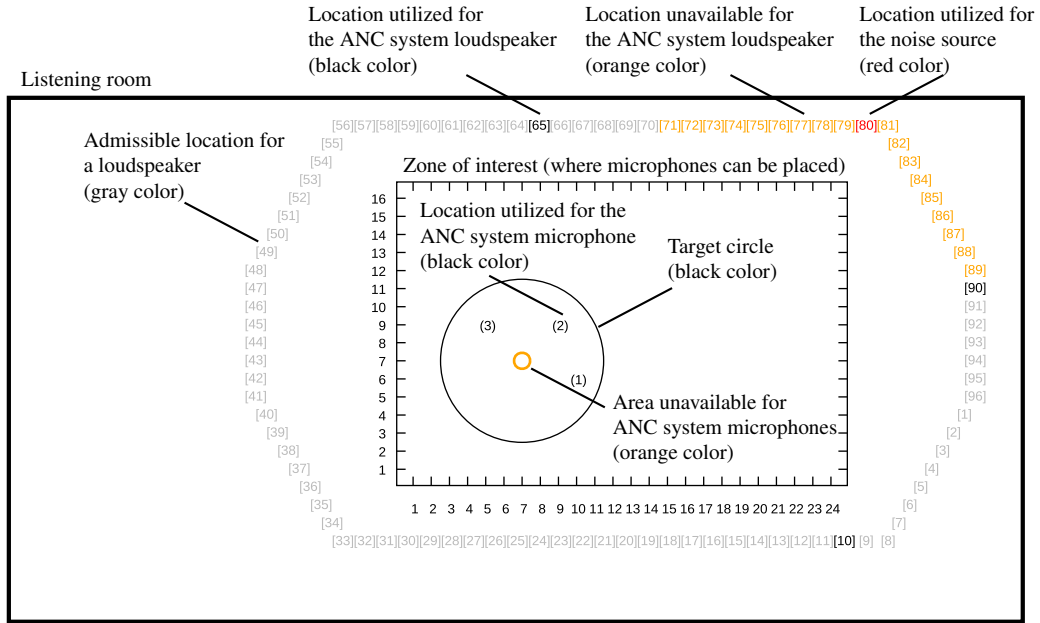 Location utilized for
the ANC system loudspeaker
(black color)
Location unavailable for
the ANC system loudspeaker
(orange color)
Location utilized for
the noise source
(red color)
Listening room
[56][57][58][59][60][61][62][63][64][65][66][67][68][69][70][71][72][73][74][75][76][77][78][79][80][81]
Admissible location for
a loudspeaker
(gray color)
[55]
[54]
[53]
[52]
[51]
[50]
[49]
[48]
[47]
[46]
[45]
[44]
[43]
[42]
[41]
[40]
[39]
[38]
[37]
[36]
[35]
[34]
Zone of interest (where microphones can be placed)
16
15
14
13
12
11
10
9
8
7
6
5
4
3
2
1
Location utilized for the
ANC system microphone
(black color)
Target circle
(black color)
(3)
(2)
(1)
Area unavailable for
ANC system microphones
(orange color)
1 2 3 4 5 6 7 8 9 10 11 12 13 14 15 16 17 18 19 20 21 22 23 24
[82]
[83]
[84]
[85]
[86]
[87]
[88]
[89]
[90]
[91]
[92]
[93]
[94]
[95]
[96]
[1]
[2]
[3]
[4]
[5]
[6]
[7]
[33][32][31][30][29][28][27][26][25][24][23][22][21][20][19][18][17][16][15][14][13][12][11][10] [9] [8]